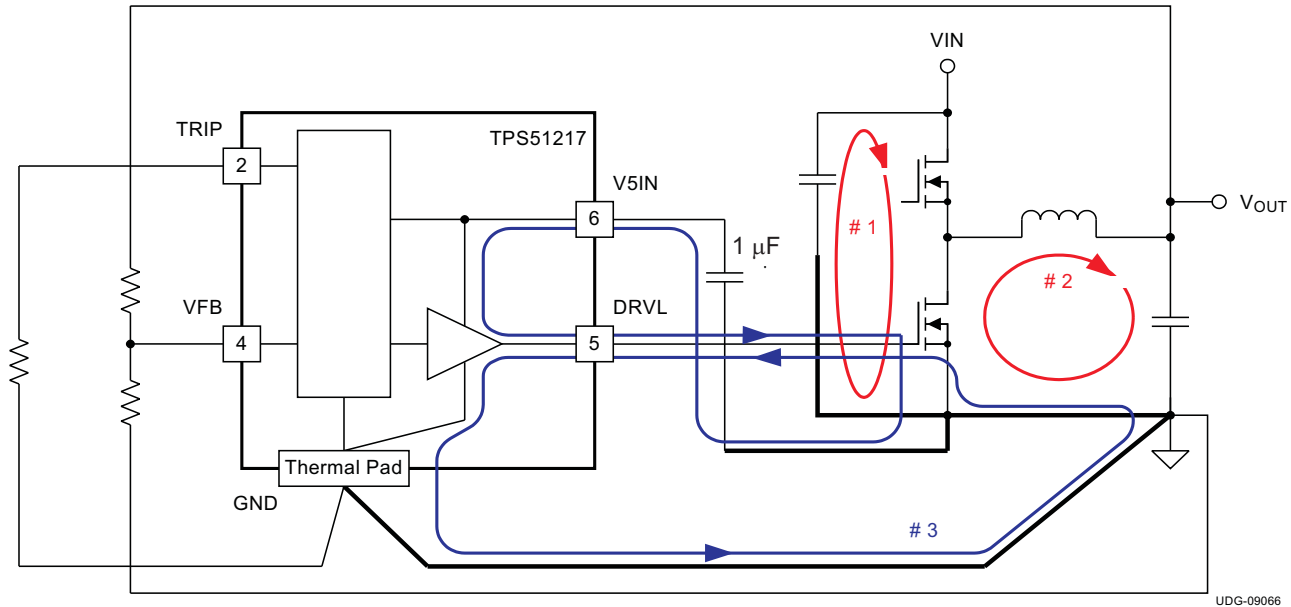 VIN
TRIP
TPS51217
2
V5IN
6
VOUT
# 1
1 μF
# 2
VFB
DRVL
4
5
Thermal Pad
GND
# 3
UDG-09066